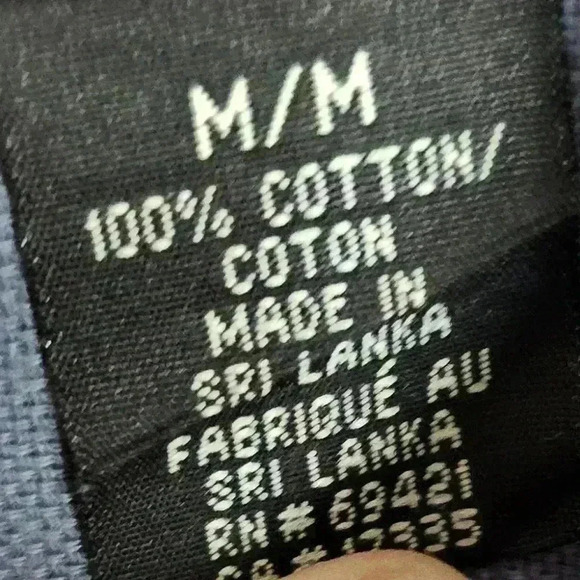 M/M
100% COTTON/
COTON
MADE IN
SRI LANKA
FABRIQUÉ AU
SRI LANKA
RN*69421